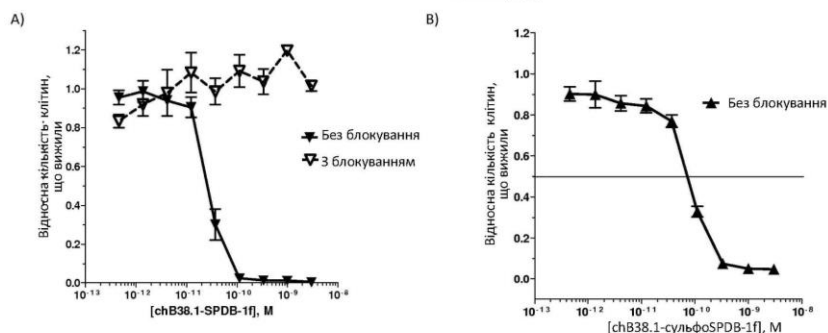 A)
Відносна кількість клітин,
що вижили
1.2
1.0
0.8
0.6
0.4
0.2
0.0
10-13
10-12
10-11
10-10
10-9
10-8
[chB38.1-SPDB-1f], M
Без блокування
З блокуванням
B)
Відносна кількість клітин,
що вижили
1.2
1.0
0.8
0.6
0.4
0.2
0.0
10-13
10-12
10-11
10-10
10-9
10-8
[chB38.1-сульфоSPDB-1f], M
Без блокування